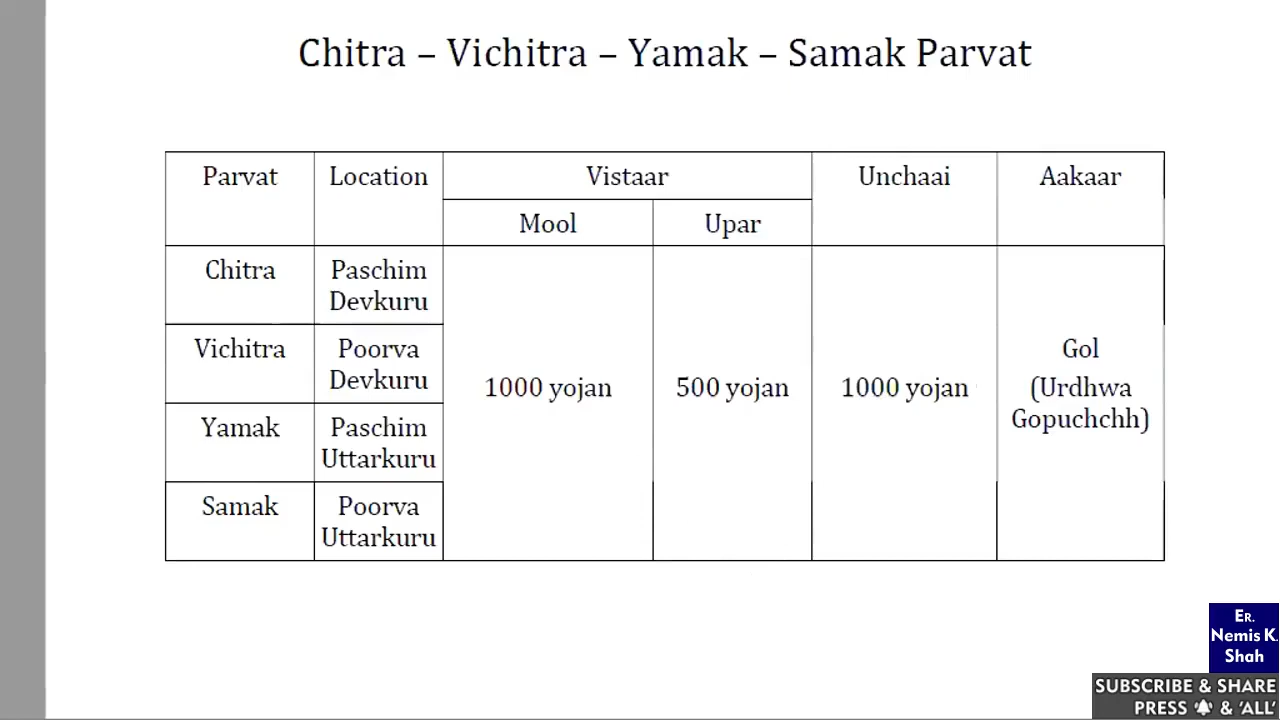 Chitra – Vichitra – Yamak – Samak Parvat
Parvat Location Vistaar Unchaai Aakaar
Mool Upar
Chitra Paschim
Devkuru
Vichitra Poorva
Devkuru
Yamak Paschim
Uttarkuru
Samak Poorva
Uttarkuru
1000 yojan 500 yojan 1000 yojan
Gol
(Urdhwa
Gopuchchh)
ER.
NEMIS K.
SHAH
SUBSCRIBE & SHARE
PRESS & 'ALL'